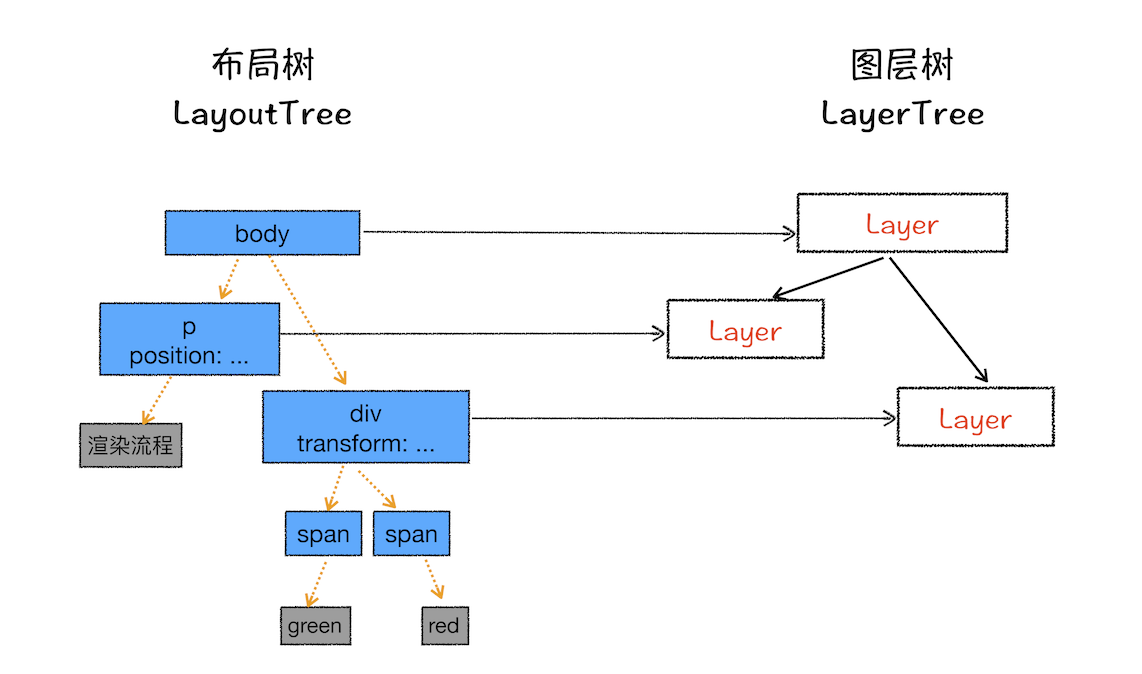 布局树
LayoutTree
图层树
LayerTree
body
Layer
p
position: ...
Layer
div
transform: ...
Layer
渲染流程
span
span
green
red